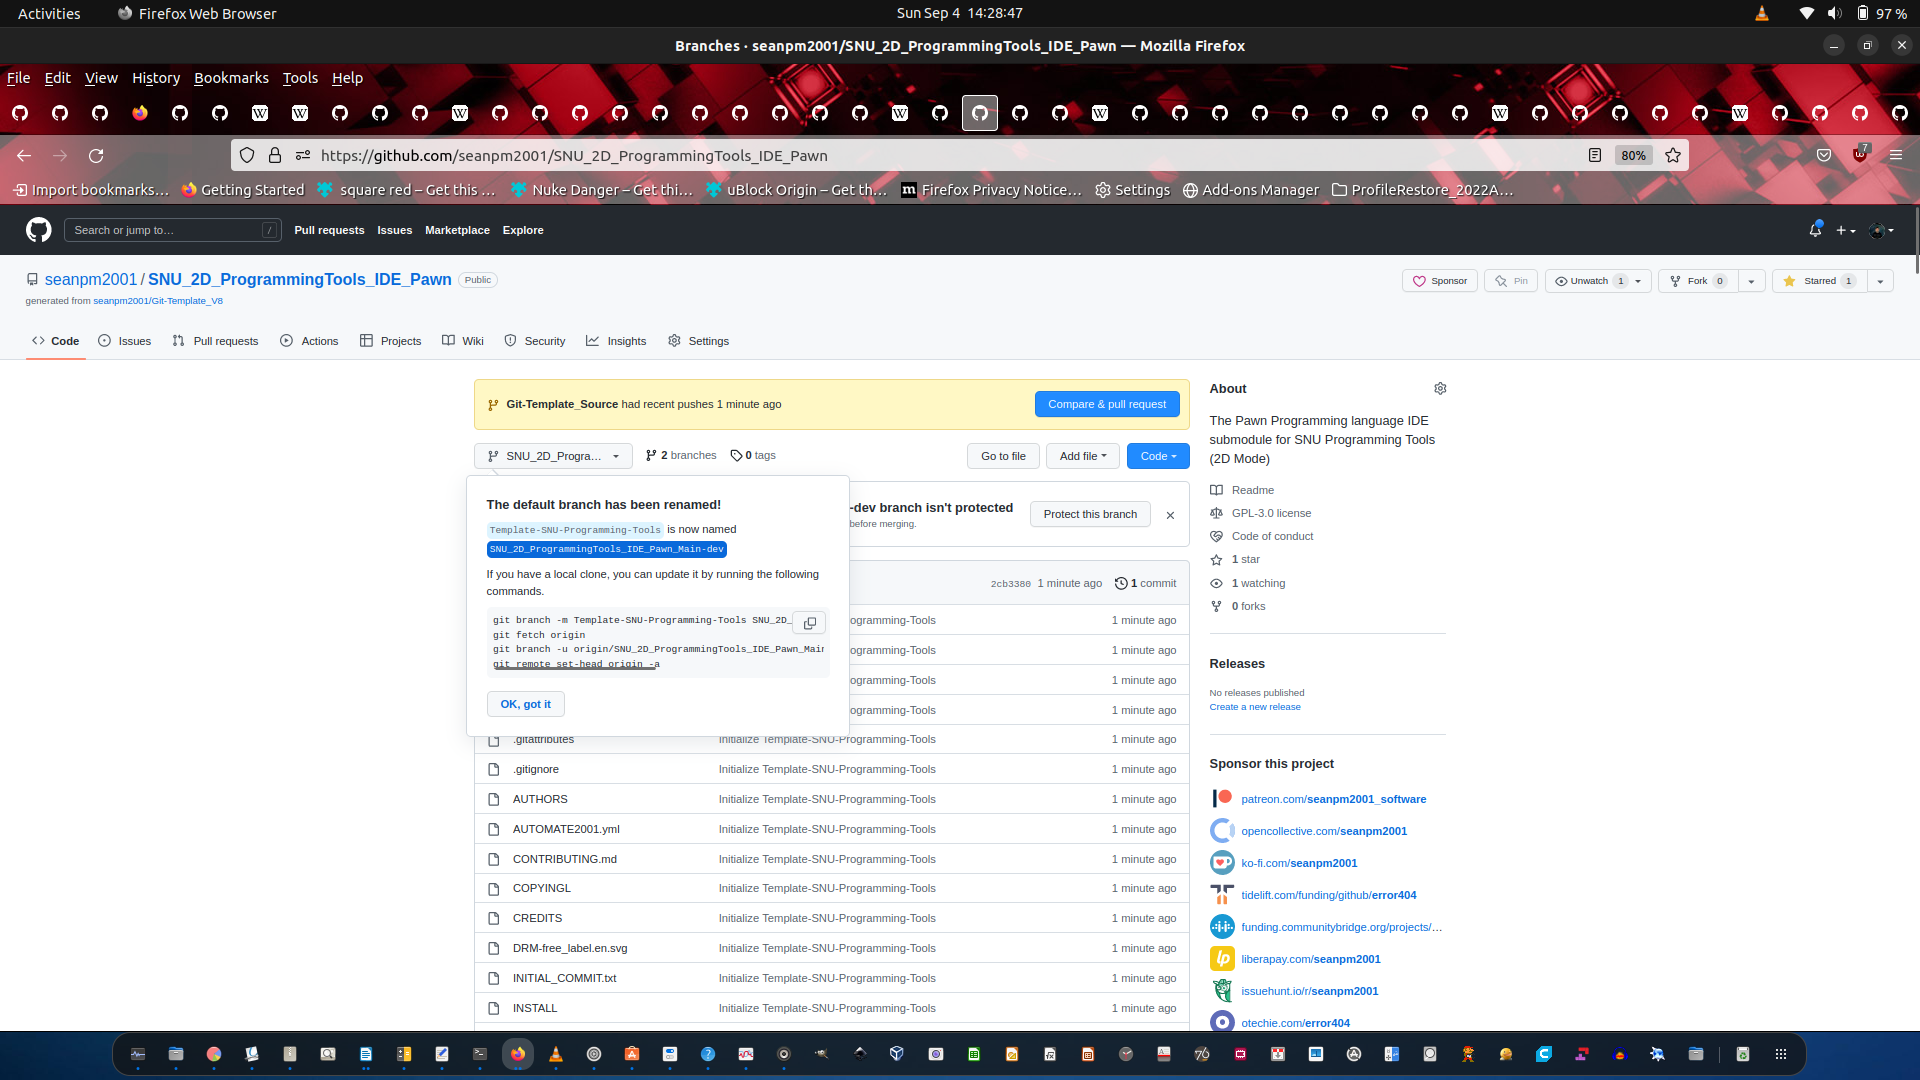 Activities
Firefox Web Browser
Sun Sep 4 14:28:47
97 %
Branches · seanpm2001/SNU_2D_ProgrammingTools_IDE_Pawn — Mozilla Firefox
File Edit View History Bookmarks Tools Help
https://github.com/seanpm2001/SNU_2D_ProgrammingTools_IDE_Pawn
80%
7
Import bookmarks…
Getting Started
square red – Get this …
Nuke Danger – Get thi…
uBlock Origin – Get th…
Firefox Privacy Notice…
Settings
Add-ons Manager
ProfileRestore_2022A…
Search or jump to…
/
Pull requests
Issues
Marketplace
Explore
seanpm2001 / SNU_2D_ProgrammingTools_IDE_Pawn
Public
Sponsor
Pin
Unwatch 1
Fork 0
Starred 1
generated from seanpm2001/Git-Template_V8
Code
Issues
Pull requests
Actions
Projects
Wiki
Security
Insights
Settings
Git-Template_Source had recent pushes 1 minute ago
Compare & pull request
SNU_2D_Progra…
2 branches
0 tags
Go to file
Add file
Code
The default branch has been renamed!
Template-SNU-Programming-Tools is now named
SNU_2D_ProgrammingTools_IDE_Pawn_Main-dev
If you have a local clone, you can update it by running the following
commands.
git branch -m Template-SNU-Programming-Tools SNU_2D_
git fetch origin
git branch -u origin/SNU_2D_ProgrammingTools_IDE_Pawn_Main
git remote set-head origin -a
OK, got it
-dev branch isn't protected
before merging.
Protect this branch
2cb3380 1 minute ago
1 commit
ogramming-Tools 1 minute ago
ogramming-Tools 1 minute ago
ogramming-Tools 1 minute ago
ogramming-Tools 1 minute ago
.gitattributes Initialize Template-SNU-Programming-Tools 1 minute ago
.gitignore Initialize Template-SNU-Programming-Tools 1 minute ago
AUTHORS Initialize Template-SNU-Programming-Tools 1 minute ago
AUTOMATE2001.yml Initialize Template-SNU-Programming-Tools 1 minute ago
CONTRIBUTING.md Initialize Template-SNU-Programming-Tools 1 minute ago
COPYINGL Initialize Template-SNU-Programming-Tools 1 minute ago
CREDITS Initialize Template-SNU-Programming-Tools 1 minute ago
DRM-free_label.en.svg Initialize Template-SNU-Programming-Tools 1 minute ago
INITIAL_COMMIT.txt Initialize Template-SNU-Programming-Tools 1 minute ago
INSTALL Initialize Template-SNU-Programming-Tools 1 minute ago
About
The Pawn Programming language IDE
submodule for SNU Programming Tools
(2D Mode)
Readme
GPL-3.0 license
Code of conduct
1 star
1 watching
0 forks
Releases
No releases published
Create a new release
Sponsor this project
patreon.com/seanpm2001_software
opencollective.com/seanpm2001
ko-fi.com/seanpm2001
tidelift.com/funding/github/error404
funding.communitybridge.org/projects/…
liberapay.com/seanpm2001
issuehunt.io/r/seanpm2001
otechie.com/error404